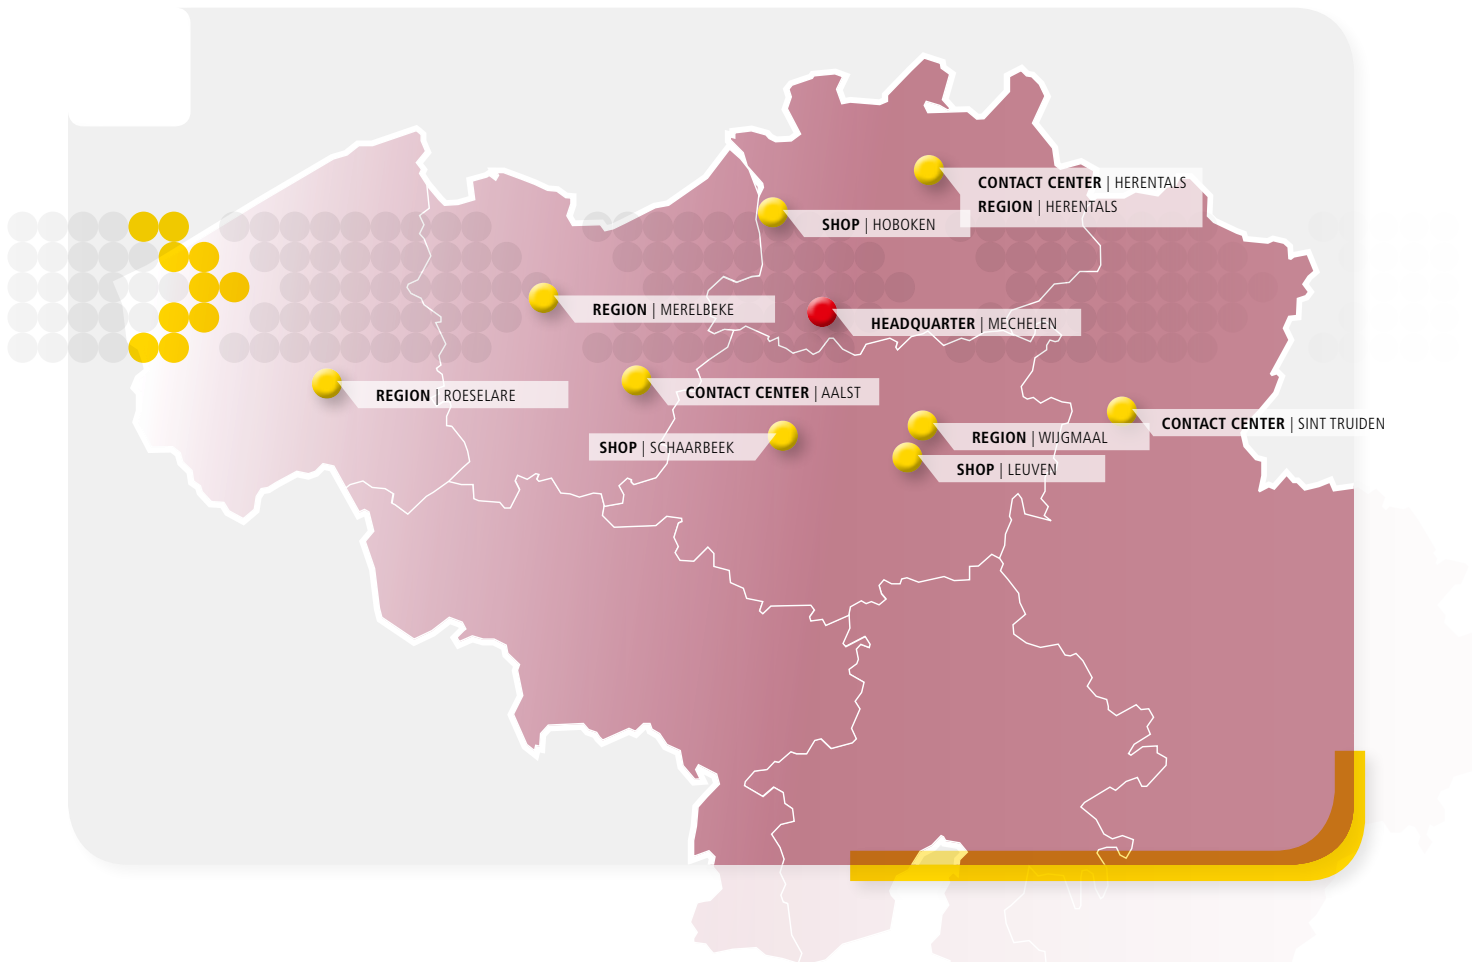 CONTACT CENTER | HERENTALS
REGION | HERENTALS
SHOP | HOBOKEN
REGION | MERELBEKE
HEADQUARTER | MECHELEN
REGION | ROESELARE
CONTACT CENTER | AALST
CONTACT CENTER | SINT TRUIDEN
SHOP | SCHAARBEEK
REGION | WIJGMAAL
SHOP | LEUVEN